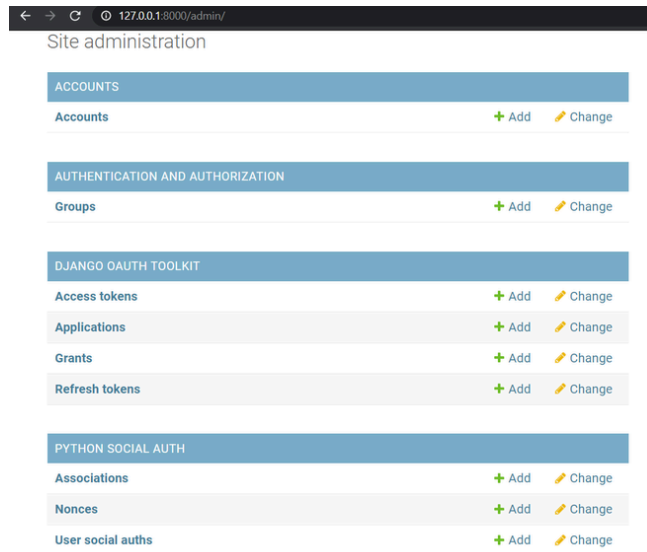 127.0.0.1:8000/admin/
Site administration
ACCOUNTS
Accounts Add Change
AUTHENTICATION AND AUTHORIZATION
Groups Add Change
DJANGO OAUTH TOOLKIT
Access tokens Add Change
Applications Add Change
Grants Add Change
Refresh tokens Add Change
PYTHON SOCIAL AUTH
Associations Add Change
Nonces Add Change
User social auths Add Change